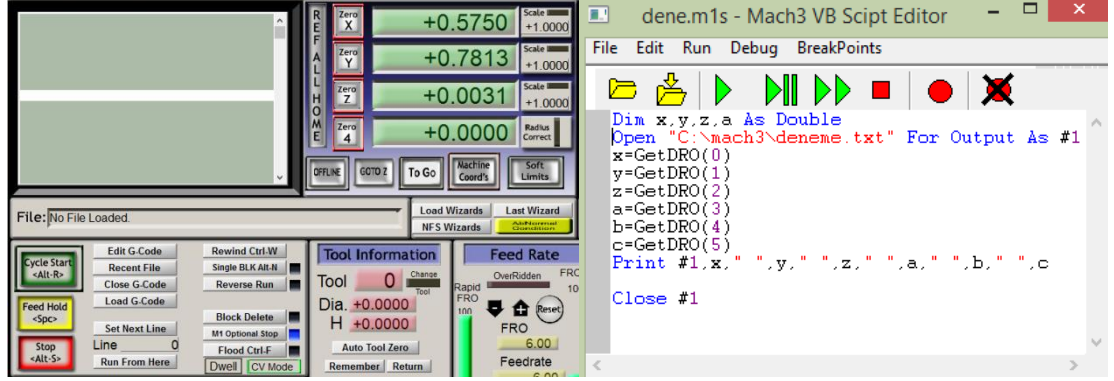 REF ALL HOME
Zero X
+0.5750
Scale
+1.0000
Zero Y
+0.7813
Scale
+1.0000
Zero Z
+0.0031
Scale
+1.0000
Zero 4
+0.0000
Radius
Correct
OFFLINE
GOTO Z
To Go
Machine
Coord's
Soft
Limits
File: No File Loaded.
Load Wizards
Last Wizard
NFS Wizards
AbNormal
Condition
Cycle Start
<Alt-R>
Feed Hold
<Spc>
Stop
<Alt-S>
Edit G-Code
Recent File
Close G-Code
Load G-Code
Set Next Line
Line 0
Run From Here
Rewind Ctrl-W
Single BLK Alt-N
Reverse Run
Block Delete
M1 Optional Stop
Flood Ctrl-F
Dwell
CV Mode
Tool Information
Tool 0
Change
Tool
Dia. +0.0000
H +0.0000
Auto Tool Zero
Remember
Return
Feed Rate
OverRidden
FRO
10
Rapid
FRO
100
Reset
FRO
6.00
Feedrate
6.00
dene.m1s - Mach3 VB Scipt Editor
File Edit Run Debug BreakPoints
Dim x,y,z,a As Double
Open "C:\mach3\deneme.txt" For Output As #1
x=GetDRO(0)
y=GetDRO(1)
z=GetDRO(2)
a=GetDRO(3)
b=GetDRO(4)
c=GetDRO(5)
Print #1,x," ",y," ",z," ",a," ",b," ",c
Close #1